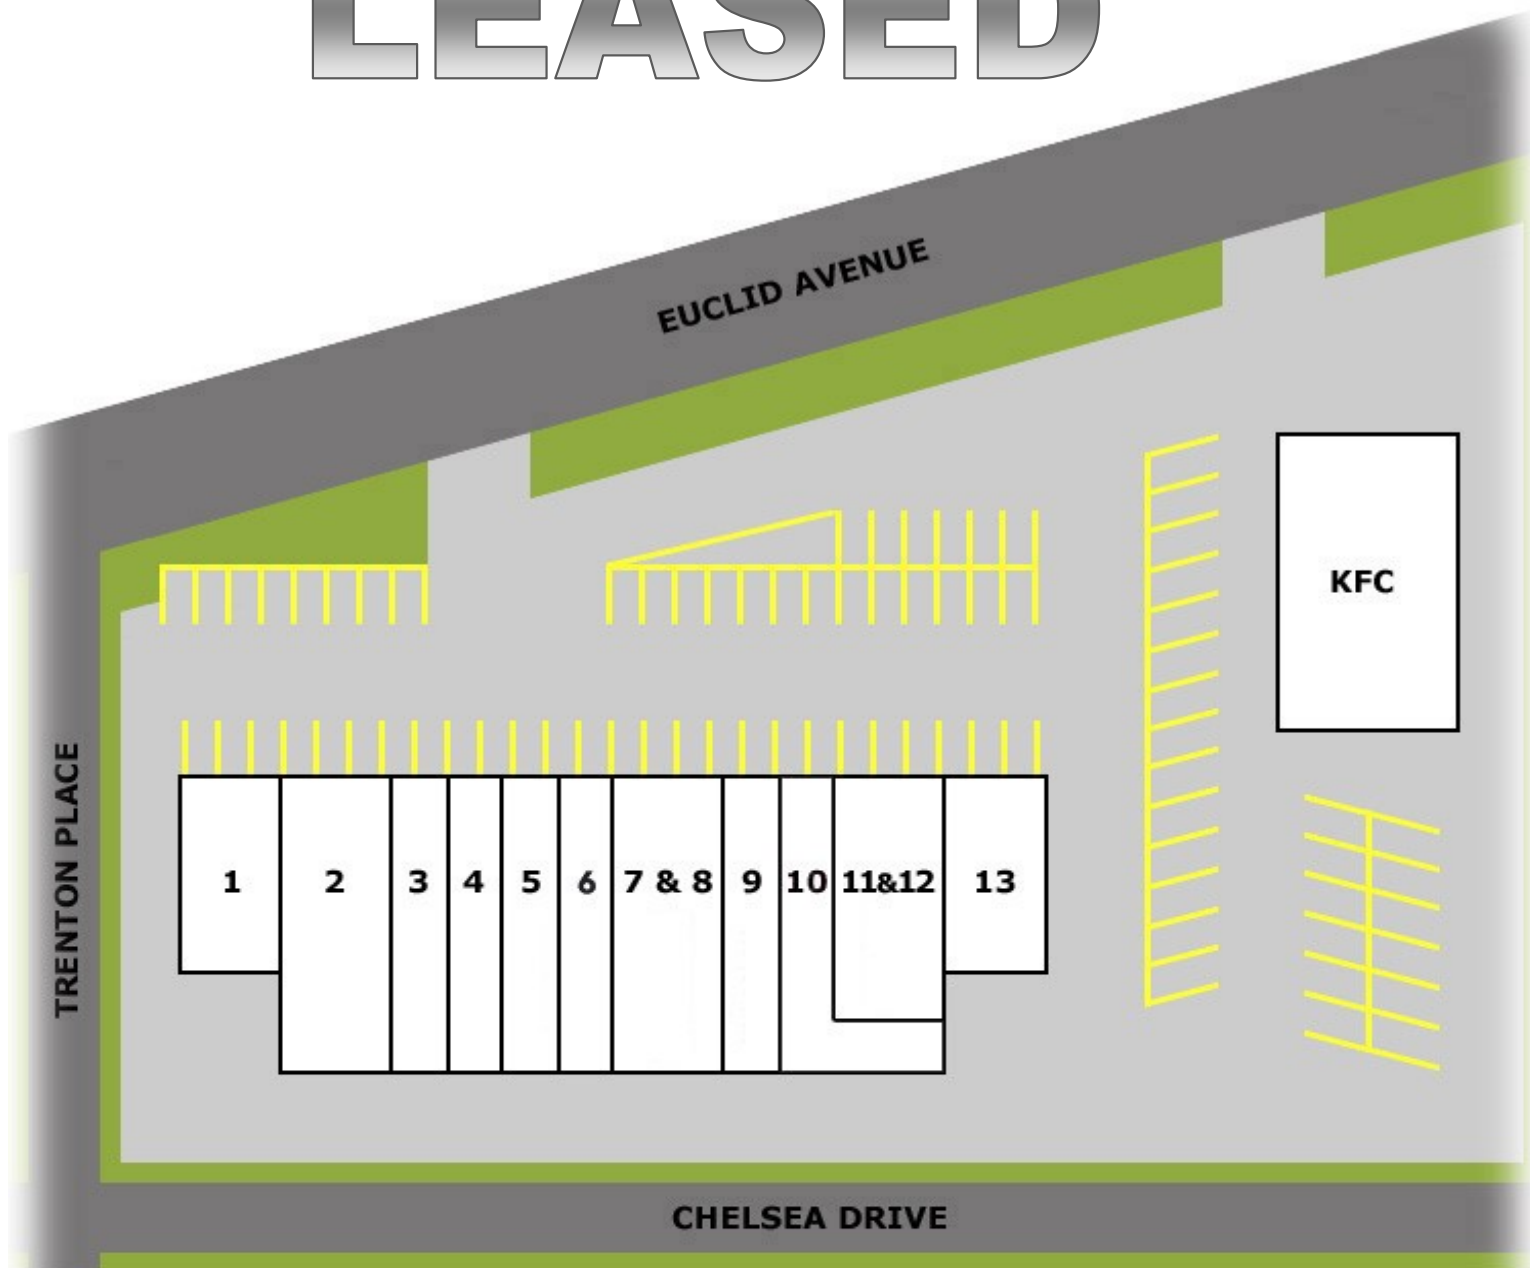 LEASED
EUCLID AVENUE
KFC
TRENTON PLACE
1 2 3 4 5 6 7 & 8 9 10 11&12 13
CHELSEA DRIVE